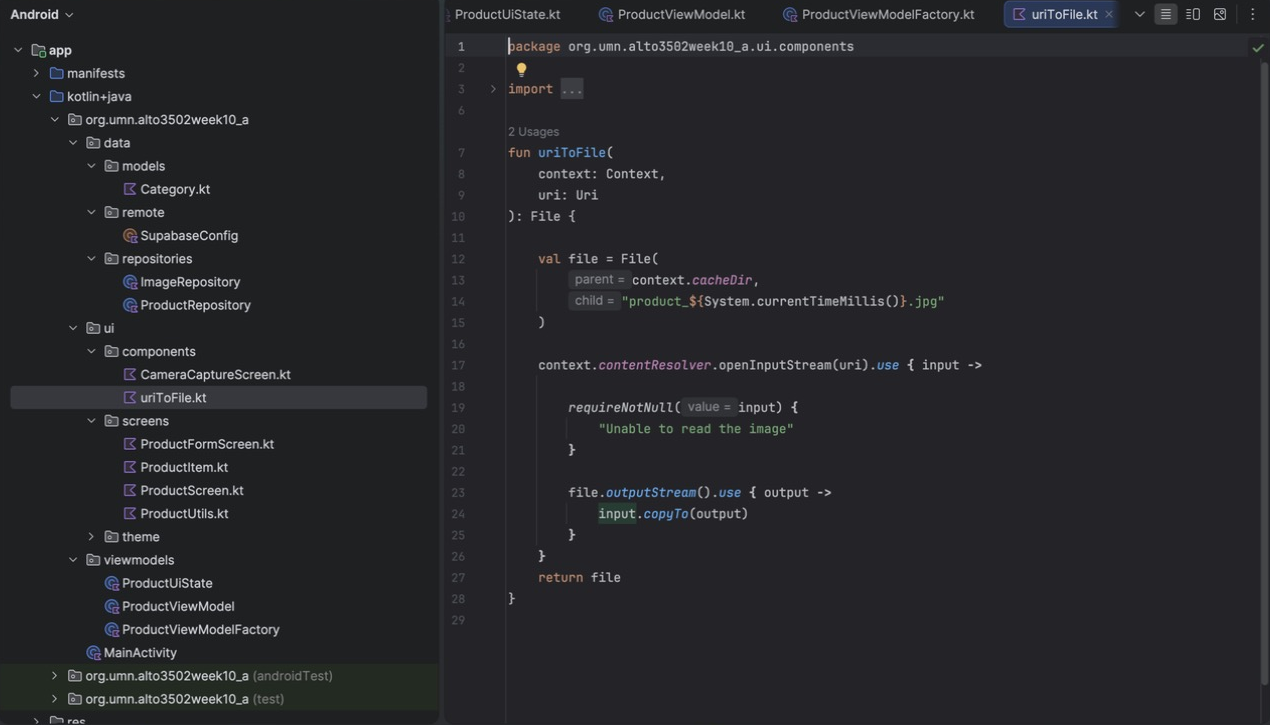 Android
app
manifests
kotlin+java
org.umn.alto3502week10_a
data
models
Category.kt
remote
SupabaseConfig
repositories
ImageRepository
ProductRepository
ui
components
CameraCaptureScreen.kt
uriToFile.kt
screens
ProductFormScreen.kt
ProductItem.kt
ProductScreen.kt
ProductUtils.kt
theme
viewmodels
ProductUiState
ProductViewModel
ProductViewModelFactory
MainActivity
org.umn.alto3502week10_a (androidTest)
org.umn.alto3502week10_a (test)
res
ProductUiState.kt ProductViewModel.kt ProductViewModelFactory.kt uriToFile.kt
1 package org.umn.alto3502week10_a.ui.components
2
3 import ...
6
2 Usages
7 fun uriToFile(
8 context: Context,
9 uri: Uri
10 ): File {
11
12 val file = File(
13 parent = context.cacheDir,
14 child = "product_${System.currentTimeMillis()}.jpg"
15 )
16
17 context.contentResolver.openInputStream(uri).use { input ->
18
19 requireNotNull( value = input) {
20 "Unable to read the image"
21 }
22
23 file.outputStream().use { output ->
24 input.copyTo(output)
25 }
26 }
27 return file
28 }
29